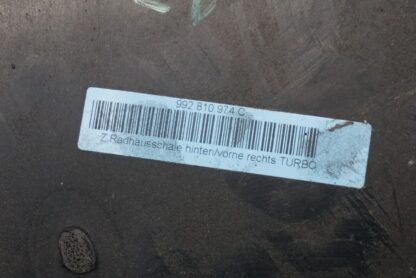 992 810 974 C
Z Radhausschale hinten/vorne rechts TURBO